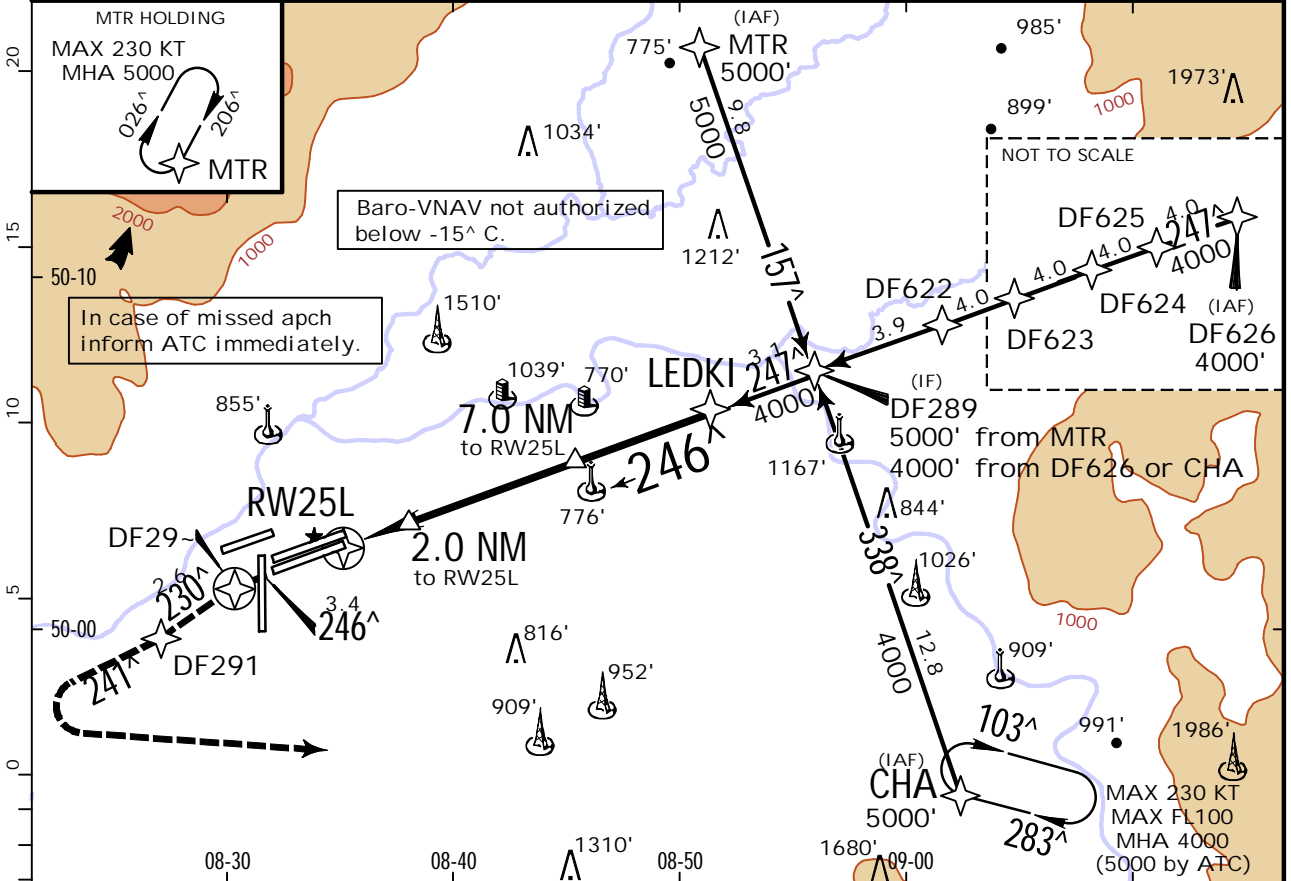 MTR HOLDING
MAX 230 KT
MHA 5000
026^
206^
MTR
(IAF)
MTR
5000'
775'
985'
899'
1973'
1000
1034'
9.8
5000
157^
NOT TO SCALE
2000
1000
Baro-VNAV not authorized
below -15^ C.
1212'
DF625
4.0
247^
4000
4.0
4.0
4.0
3.9
DF622
DF623
DF624
(IAF)
DF626
4000'
In case of missed apch
inform ATC immediately.
1510'
1039'
770'
855'
LEDKI
3.1
247^
4000
(IF)
DF289
5000' from MTR
4000' from DF626 or CHA
7.0 NM
to RW25L
246^
776'
1167'
844'
RW25L
DF29~
2.0 NM
to RW25L
338^
1026'
2.6
230^
3.4
246^
1000
DF291
241^
816'
952'
909'
4000
12.8
909'
103^
991'
1986'
(IAF)
CHA
5000'
283^
MAX 230 KT
MAX FL100
MHA 4000
(5000 by ATC)
1310'
1680'
20
15
10
5
0
50-10
50-00
08-30
08-40
08-50
09-00